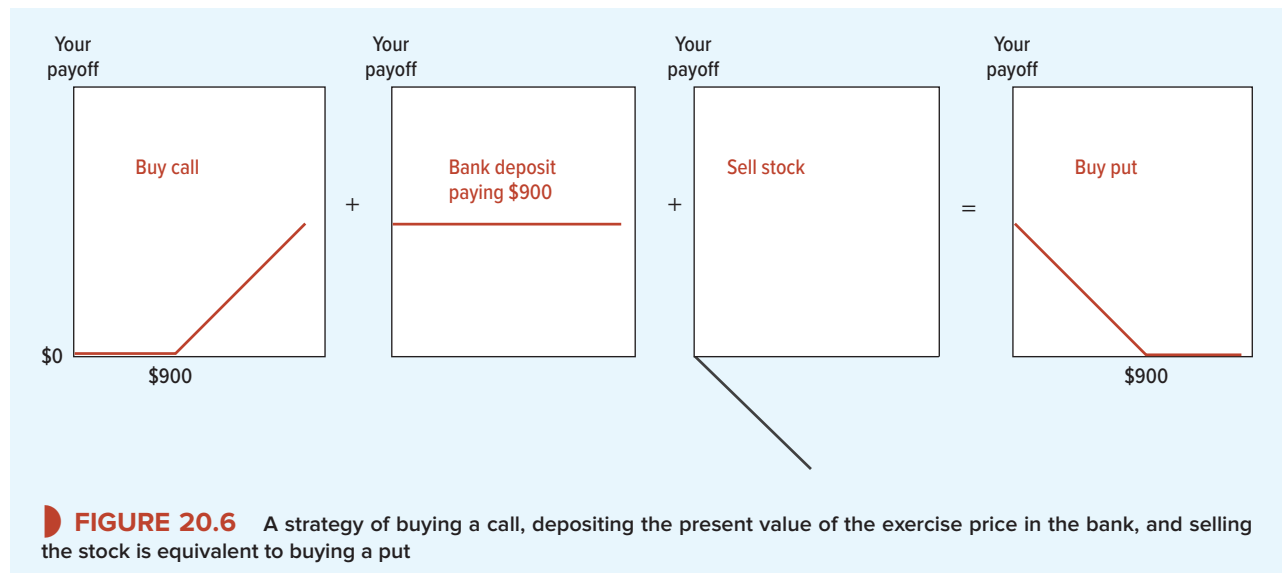 Your
payoff
Your
payoff
Your
payoff
Your
payoff
Buy call
Bank deposit
paying $900
Sell stock
Buy put
+
+
=
$0
$900
$900
FIGURE 20.6 A strategy of buying a call, depositing the present value of the exercise price in the bank, and selling
the stock is equivalent to buying a put